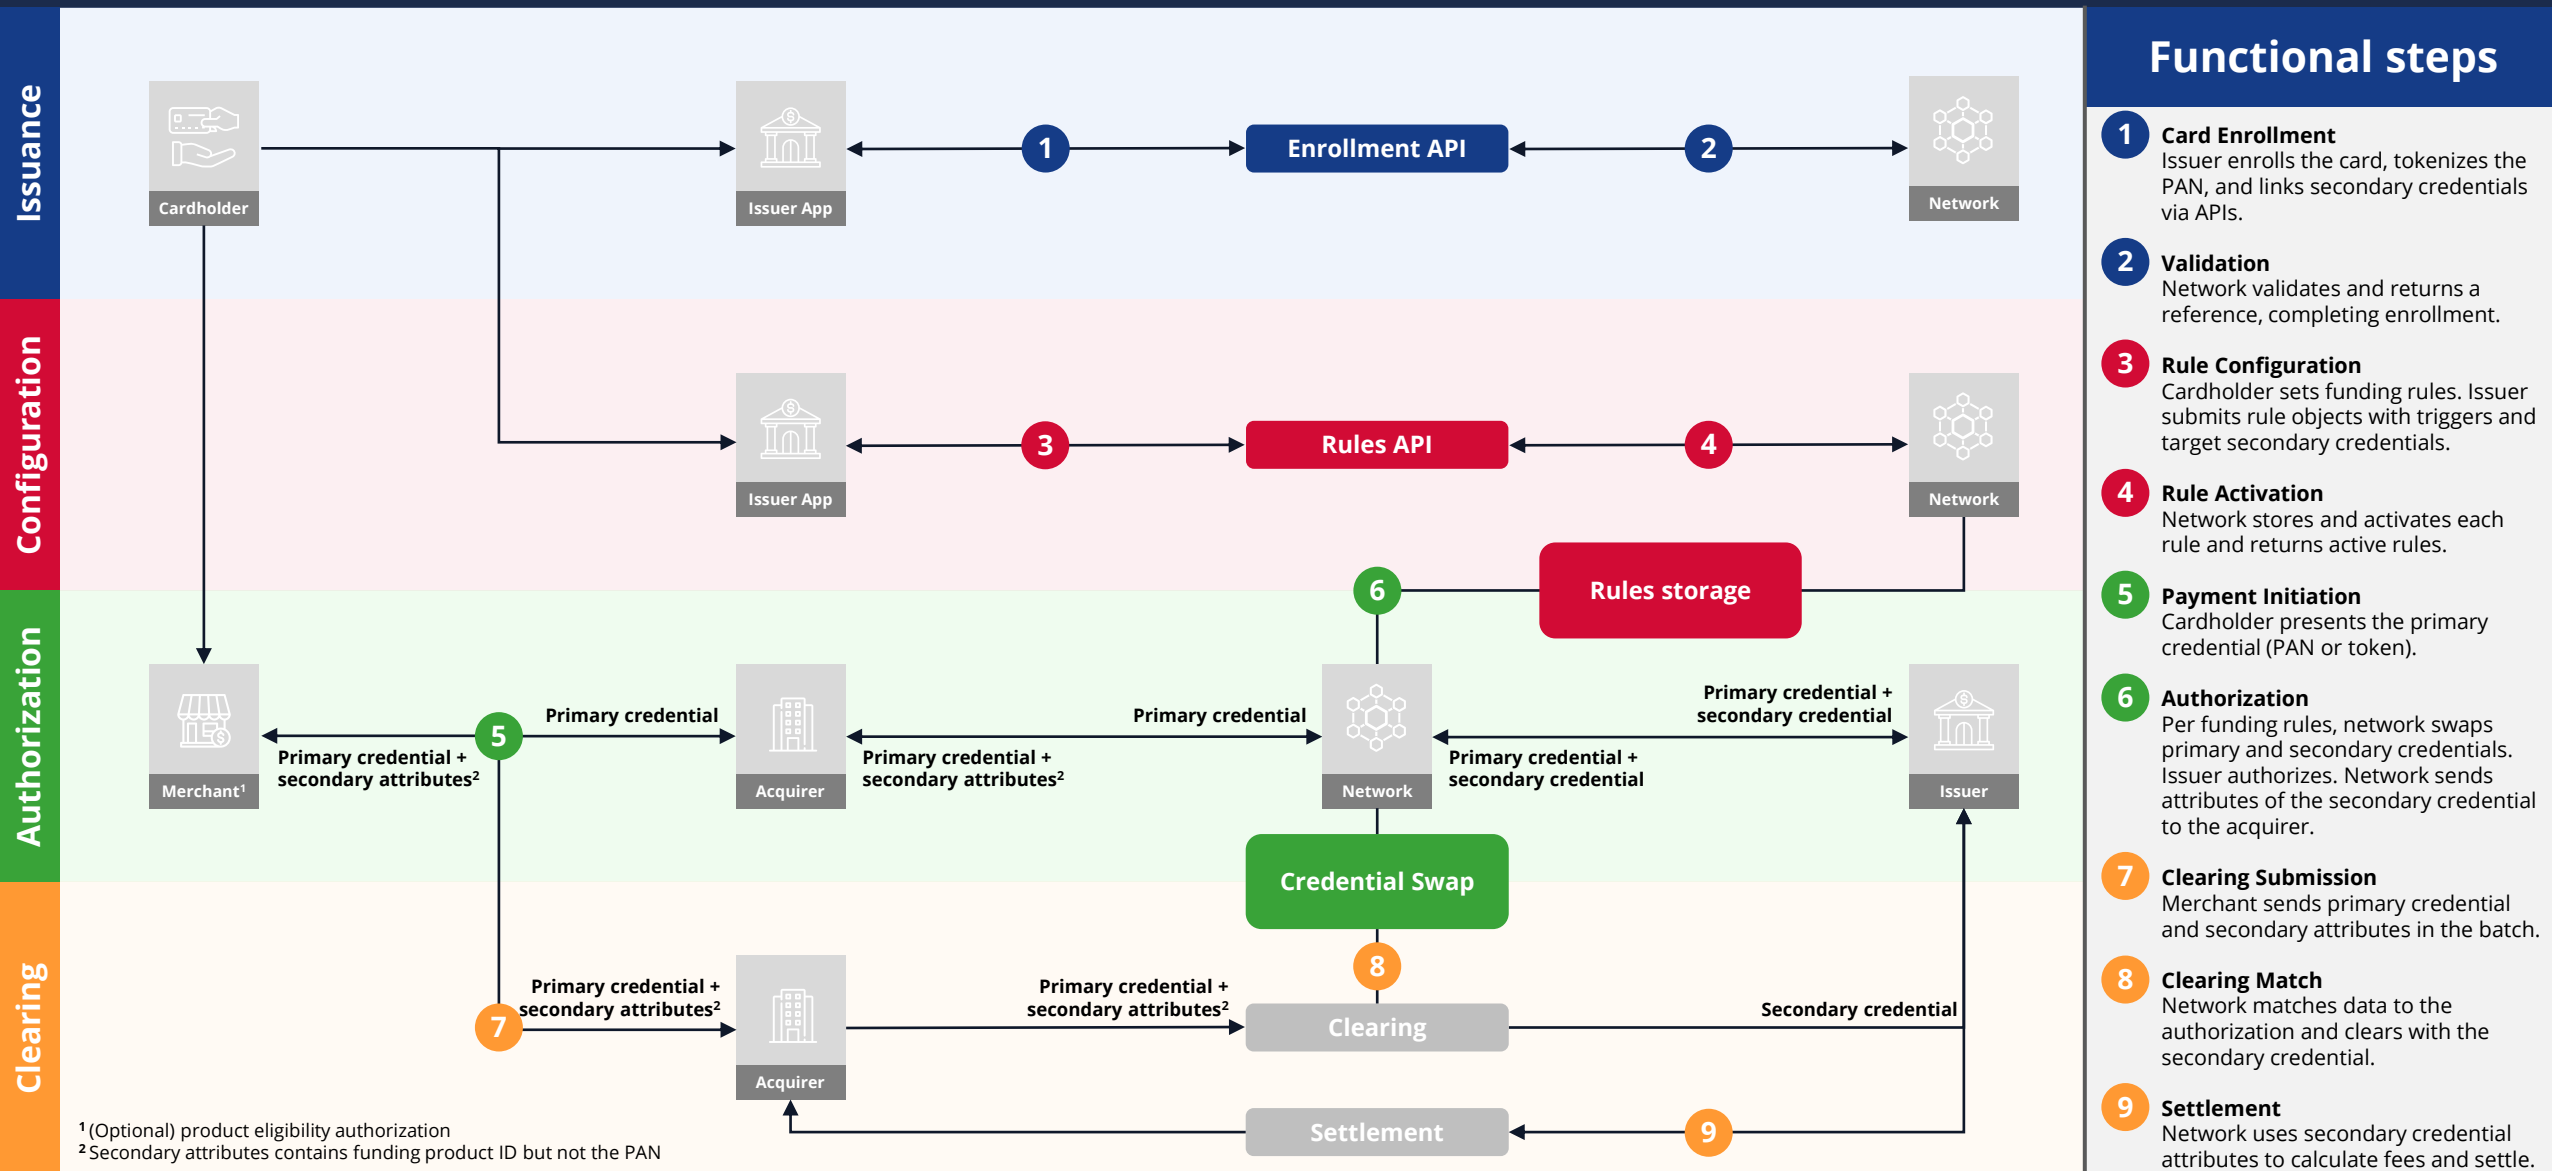 Issuance
Cardholder
Issuer App
1
Enrollment API
2
Network
Configuration
Issuer App
3
Rules API
4
Network
6
Rules storage
Authorization
Merchant¹
Primary credential +
secondary attributes²
5
Primary credential
Acquirer
Primary credential +
secondary attributes²
Primary credential
Network
Primary credential +
secondary credential
Primary credential +
secondary credential
Issuer
Credential Swap
Clearing
7
Primary credential +
secondary attributes²
Acquirer
Primary credential +
secondary attributes²
8
Clearing
Secondary credential
Settlement
9
¹ (Optional) product eligibility authorization
² Secondary attributes contains funding product ID but not the PAN
Functional steps
1
Card Enrollment
Issuer enrolls the card, tokenizes the
PAN, and links secondary credentials
via APIs.
2
Validation
Network validates and returns a
reference, completing enrollment.
3
Rule Configuration
Cardholder sets funding rules. Issuer
submits rule objects with triggers and
target secondary credentials.
4
Rule Activation
Network stores and activates each
rule and returns active rules.
5
Payment Initiation
Cardholder presents the primary
credential (PAN or token).
6
Authorization
Per funding rules, network swaps
primary and secondary credentials.
Issuer authorizes. Network sends
attributes of the secondary credential
to the acquirer.
7
Clearing Submission
Merchant sends primary credential
and secondary attributes in the batch.
8
Clearing Match
Network matches data to the
authorization and clears with the
secondary credential.
9
Settlement
Network uses secondary credential
attributes to calculate fees and settle.